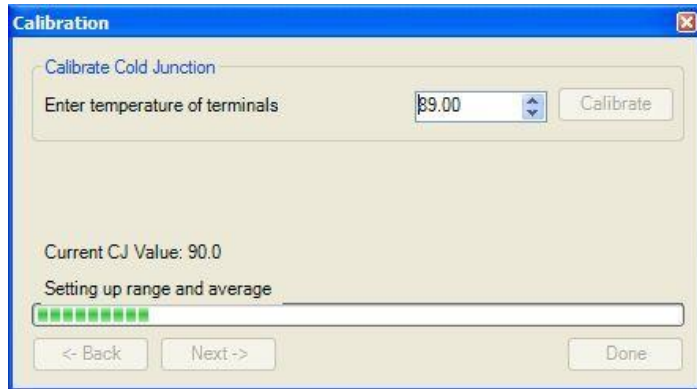 Calibration
Calibrate Cold Junction
Enter temperature of terminals 89.00 Calibrate
Current CJ Value: 90.0
Setting up range and average
<- Back Next -> Done